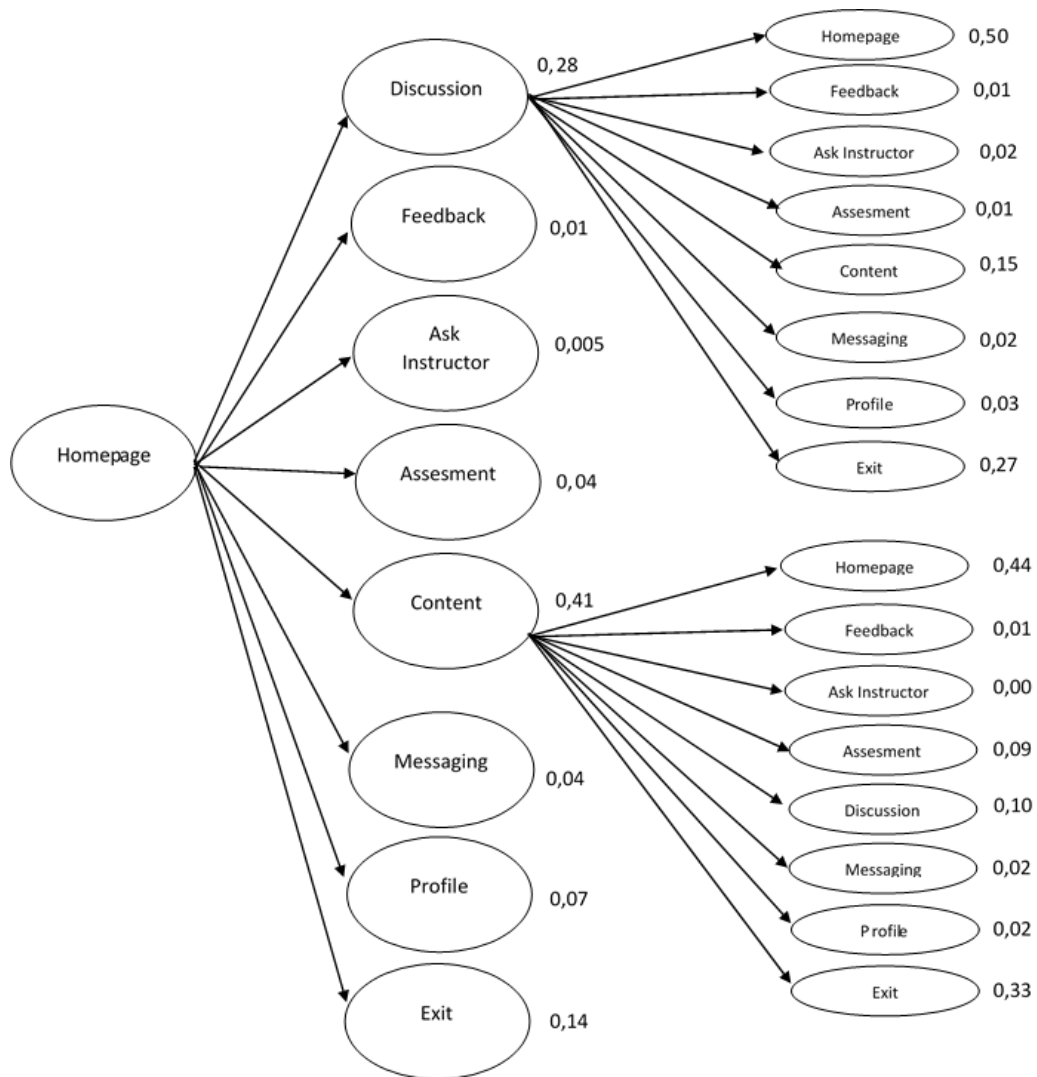 Homepage
Discussion 0,28
Feedback 0,01
Ask
Instructor 0,005
Assesment 0,04
Content 0,41
Messaging 0,04
Profile 0,07
Exit 0,14
Homepage 0,50
Feedback 0,01
Ask Instructor 0,02
Assesment 0,01
Content 0,15
Messaging 0,02
Profile 0,03
Exit 0,27
Homepage 0,44
Feedback 0,01
Ask Instructor 0,00
Assesment 0,09
Discussion 0,10
Messaging 0,02
Profile 0,02
Exit 0,33